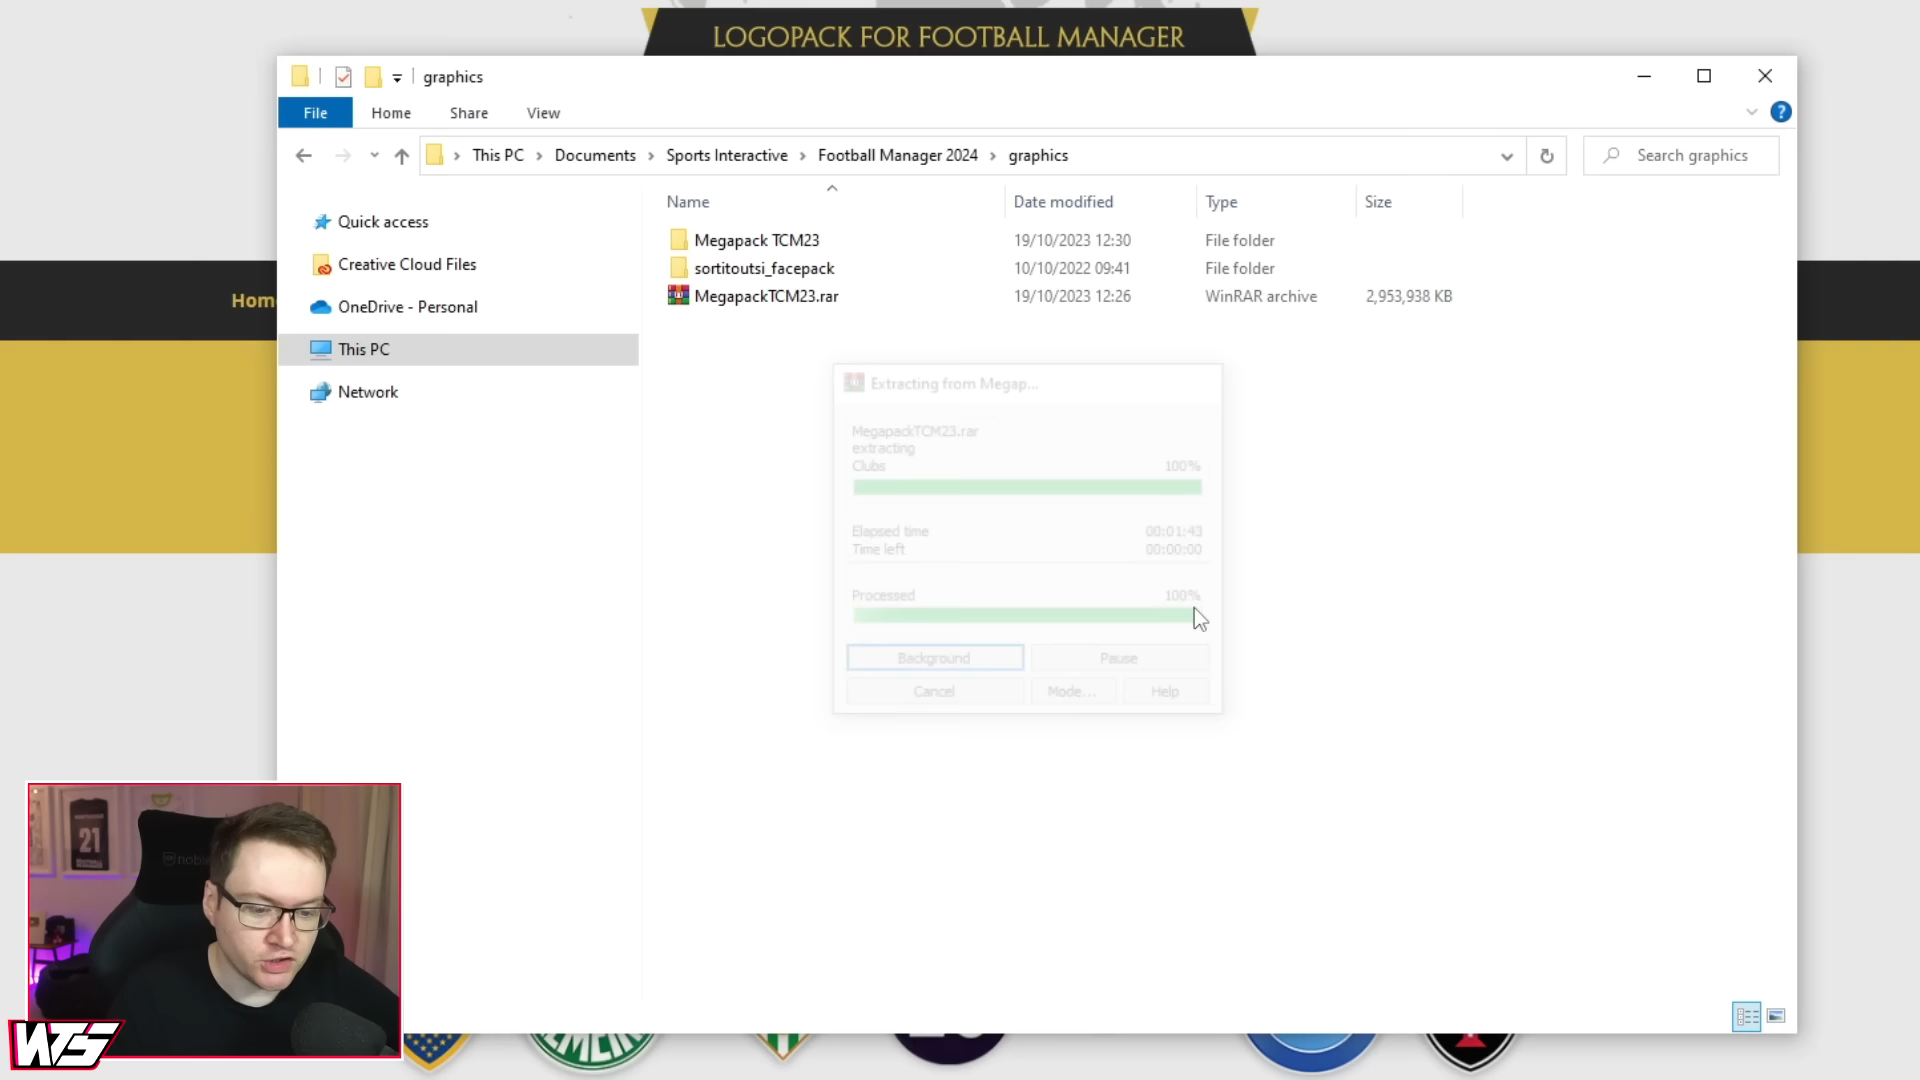 LOGOPACK FOR FOOTBALL MANAGER
graphics
File Home Share View
This PC Documents Sports Interactive Football Manager 2024 graphics
Search graphics
Name Date modified Type Size
Quick access
Creative Cloud Files
OneDrive - Personal
This PC
Network
Megapack TCM23 19/10/2023 12:30 File folder
sortitoutsi_facepack 10/10/2022 09:41 File folder
MegapackTCM23.rar 19/10/2023 12:26 WinRAR archive 2,953,938 KB
Hom
Extracting from Megap...
MegapackTCM23.rar
extracting
Clubs 100%
Elapsed time 00:01:43
Time left 00:00:00
Processed 100%
Background Pause
Cancel Mode... Help
21
noble
WTS